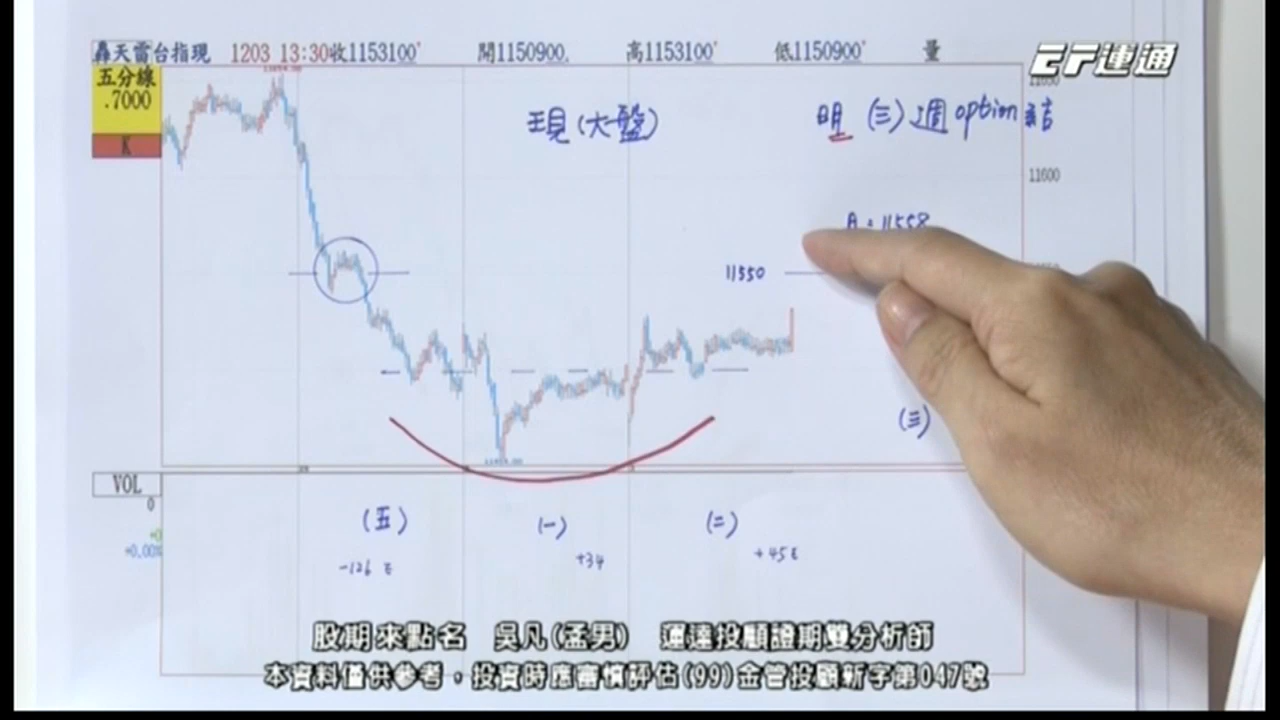 轟天雷台指現 1203 13:30收1153100' 開1150900. 高1153100' 低1150900' 量
EF運通
五分線
.7000
K
現(大盤)
明(三)週option結
11600
A:11558
11550
(三)
VOL
0
+0
+0.00%
(五) (一) (二)
-126 +34 +45
股期來點名 吳凡(孟男) 運達投顧證期雙分析師
本資料僅供參考,投資時應審慎評估(99)金管投顧新字第047號